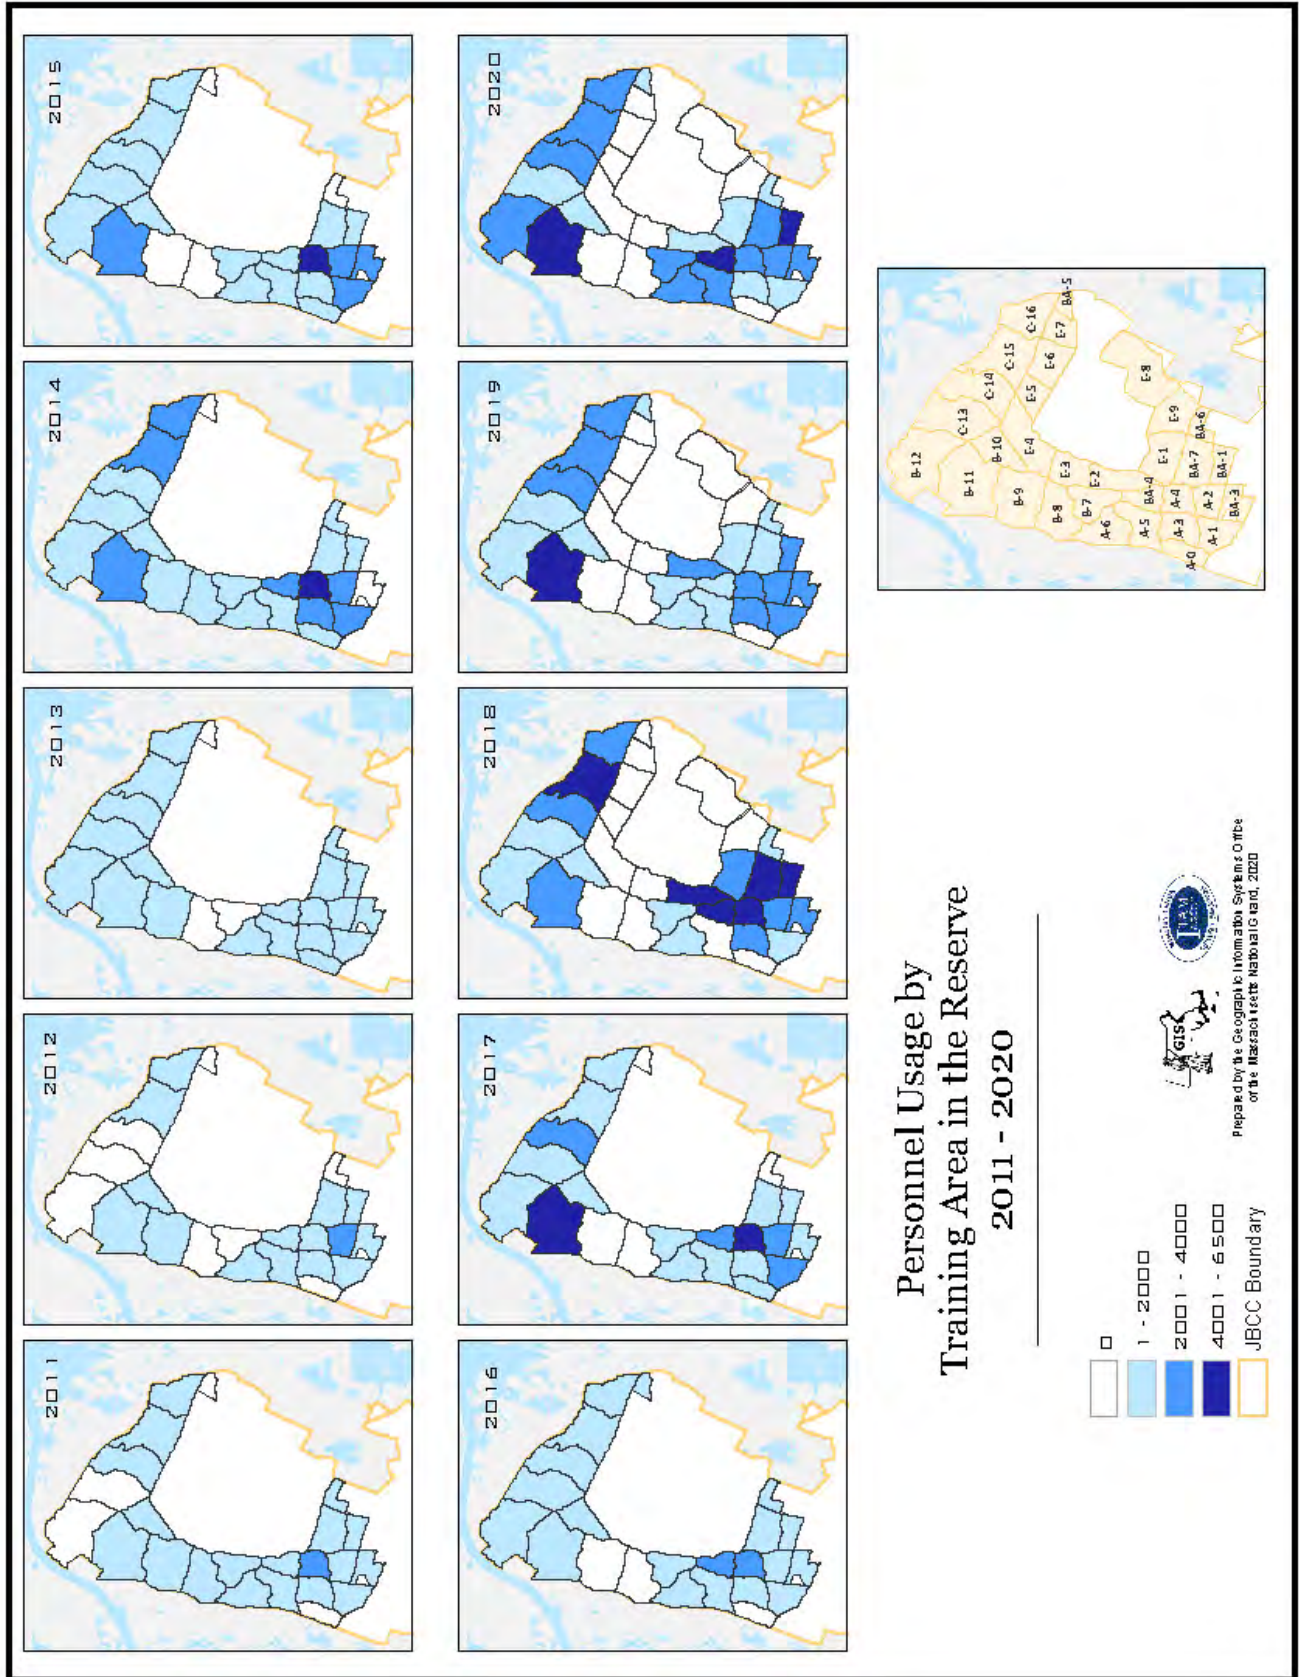 2011
2012
2013
2014
2015
2016
2017
2018
2019
2020
Personnel Usage by
Training Area in the Reserve
2011 - 2020
0
1 - 2000
2001 - 4000
4001 - 6500
JBCC Boundary
GIS
Prepared by the Geographic Information Systems Office
of the Massachusetts National Guard, 2020
B-12
B-11
C-13
B-10
C-14
C-15
C-16
B-9
E-4
E-5
E-6
E-7
BA-5
B-8
E-3
B-7
E-2
A-6
E-8
A-5
BA-4
E-1
E-9
A-0
A-3
A-4
BA-7
BA-6
A-1
A-2
BA-1
BA-3